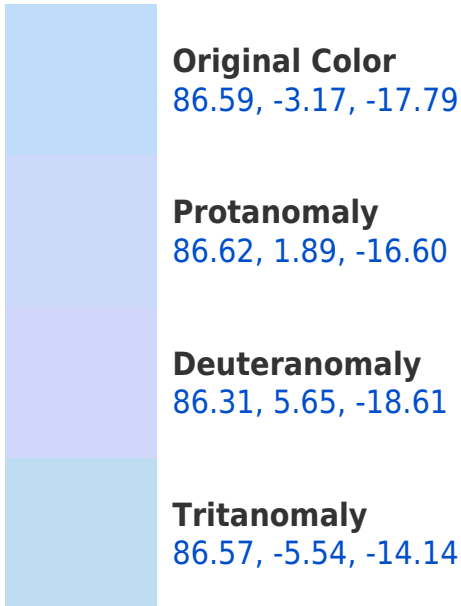 Original Color
86.59, -3.17, -17.79
Protanomaly
86.62, 1.89, -16.60
Deuteranomaly
86.31, 5.65, -18.61
Tritanomaly
86.57, -5.54, -14.14